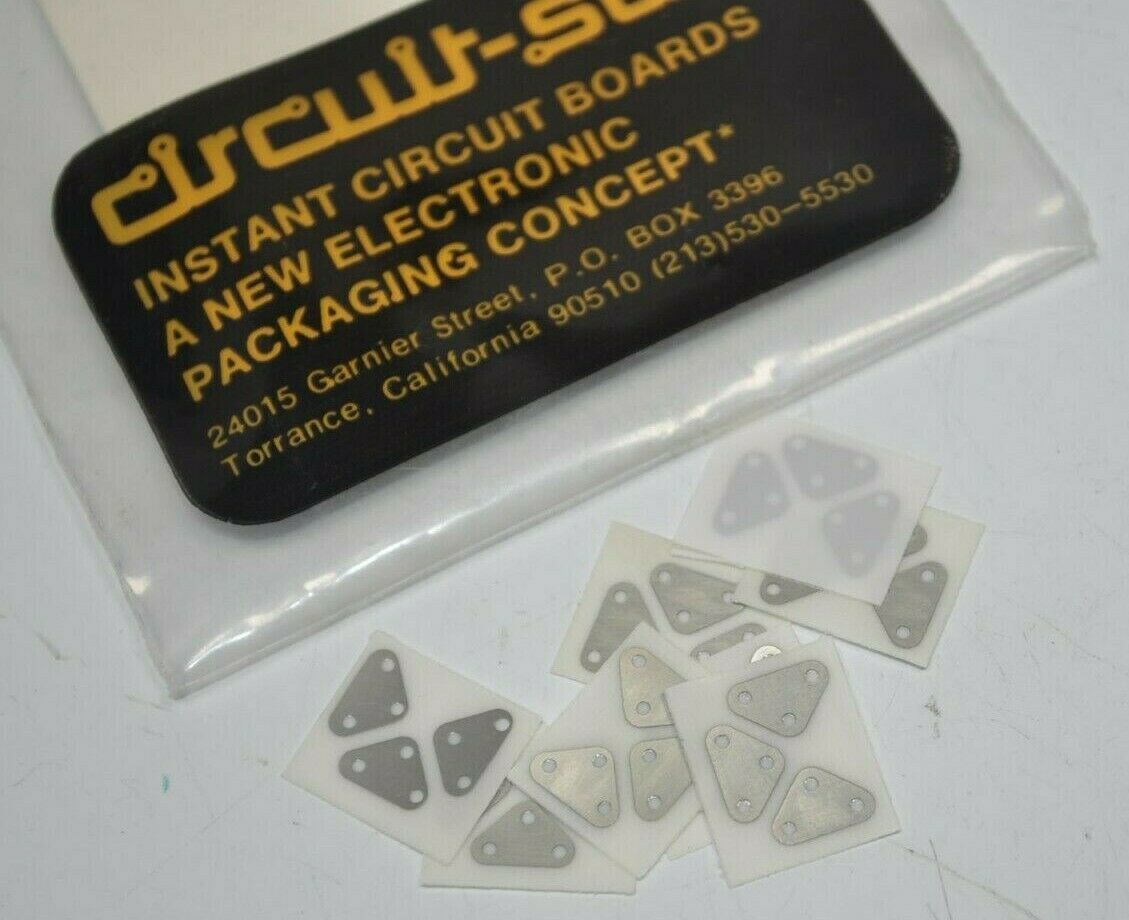 INSTANT CIRCUIT BOARDS
A NEW ELECTRONIC
PACKAGING CONCEPT*
24015 Garnier Street, P.O. BOX 3396
Torrance, California 90510 (213)530-5530